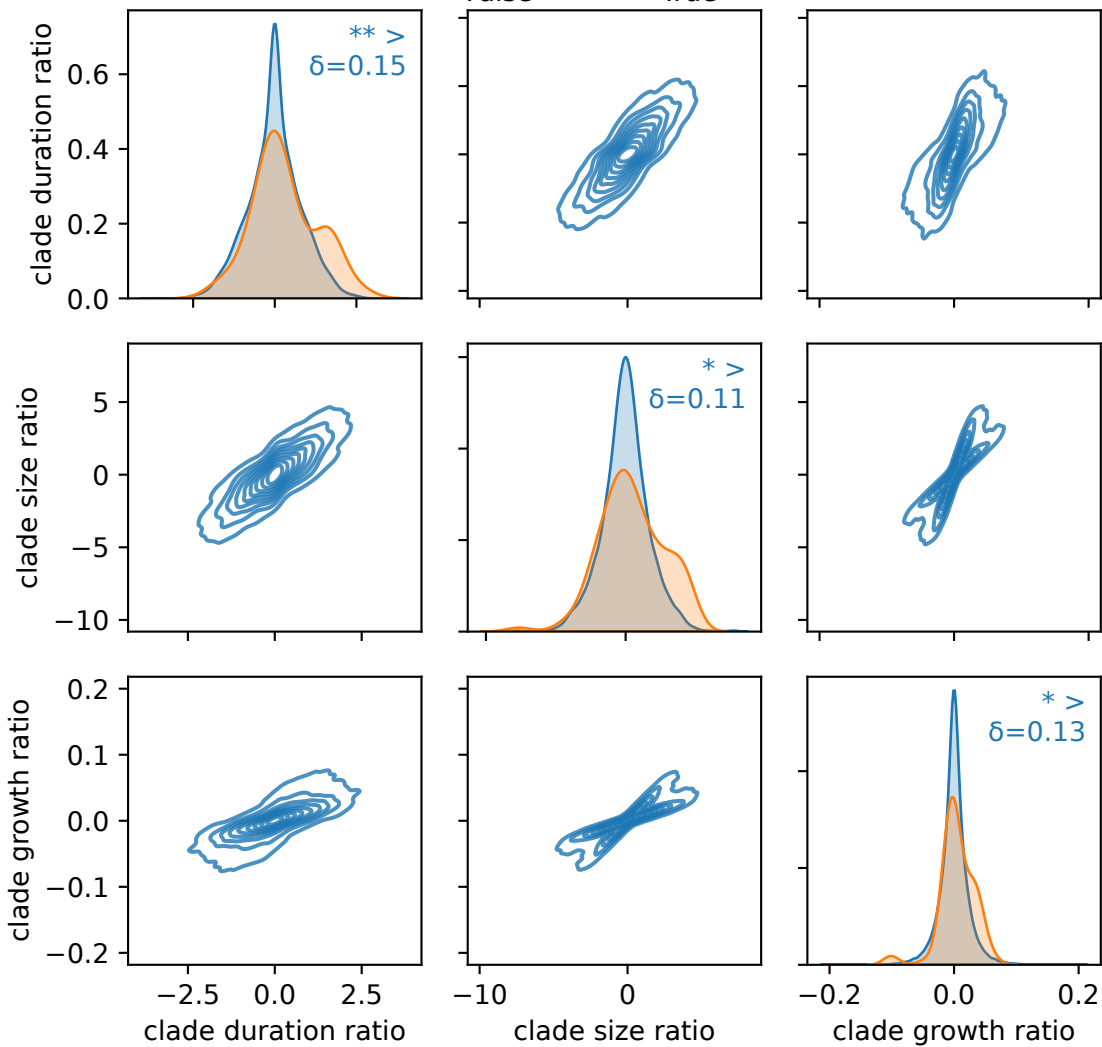 clade duration ratio
0.6
0.4
0.2
0.0
** >
δ=0.15
clade size ratio
5
0
−5
−10
* >
δ=0.11
clade growth ratio
0.2
0.1
0.0
−0.1
−0.2
* >
δ=0.13
−2.5
0.0
2.5
−10
0
−0.2
0.0
0.2
clade duration ratio
clade size ratio
clade growth ratio